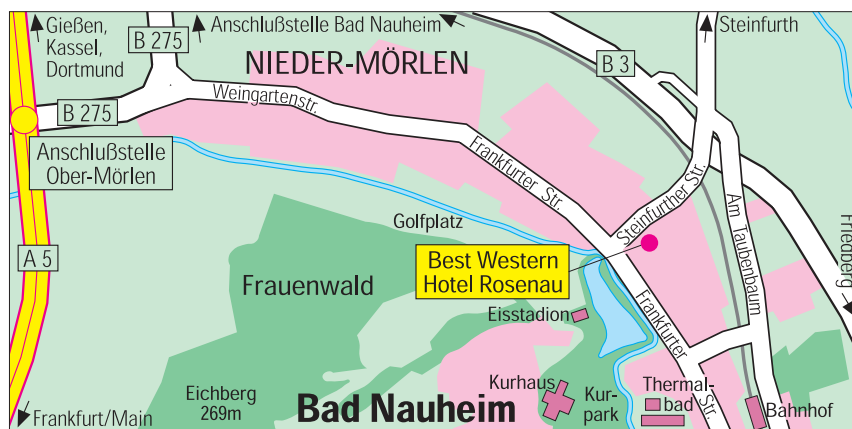 Gießen,
Kassel,
Dortmund
B 275
Anschlußstelle Bad Nauheim
Steinfurth
B 3
NIEDER-MÖRLEN
Weingartenstr.
B 275
Anschlußstelle
Ober-Mörlen
Frankfurter Str.
Steinfurther Str.
Am Taubenbaum
Friedberg
Golfplatz
A 5
Best Western
Hotel Rosenau
Frauenwald
Eisstadion
Frankfurter
Str.
Eichberg
269m
Kurhaus
Kur-
park
Thermal-
bad
Bahnhof
Bad Nauheim
Frankfurt/Main